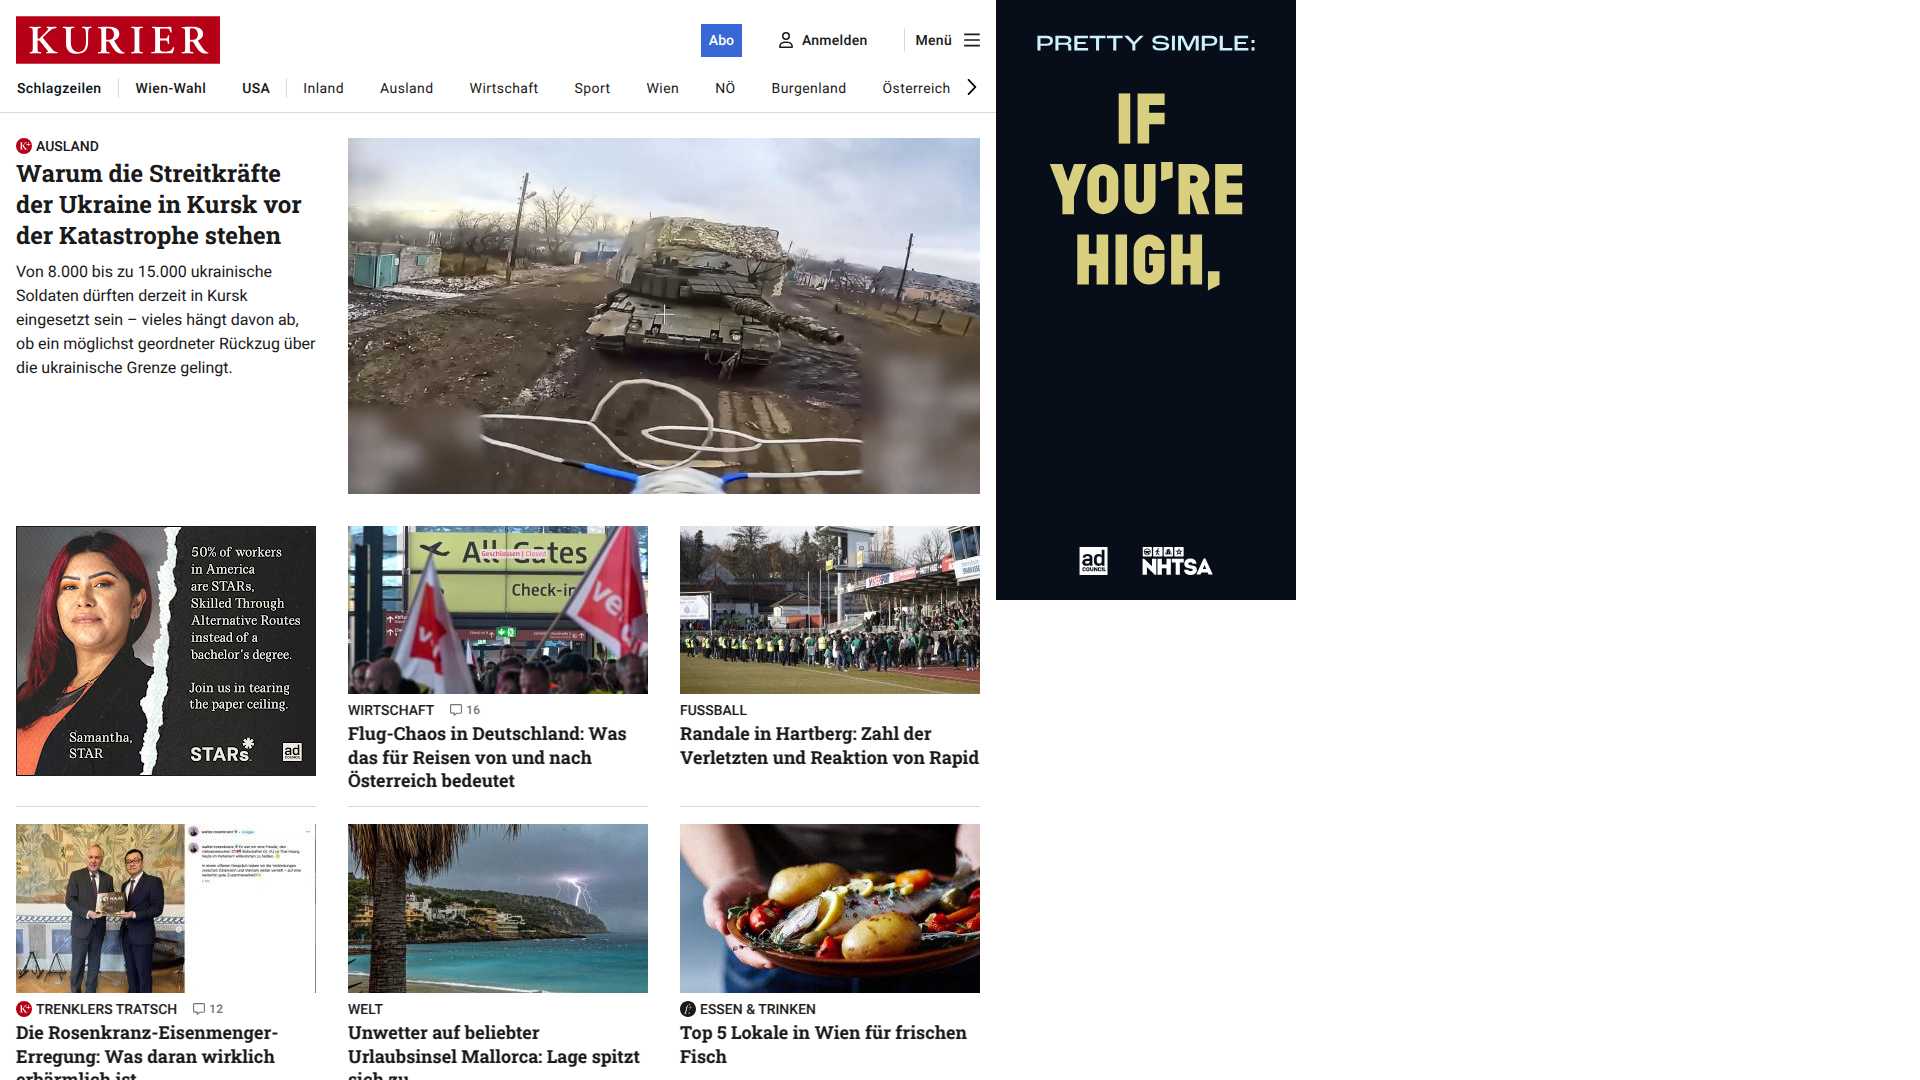 KURIER
Abo
Anmelden
Menü
Schlagzeilen
Wien-Wahl
USA
Inland
Ausland
Wirtschaft
Sport
Wien
NÖ
Burgenland
Österreich
PRETTY SIMPLE:
IF
YOU'RE
HIGH,
ad
COUNCIL
NHTSA
K+ AUSLAND
Warum die Streitkräfte
der Ukraine in Kursk vor
der Katastrophe stehen
Von 8.000 bis zu 15.000 ukrainische
Soldaten dürften derzeit in Kursk
eingesetzt sein – vieles hängt davon ab,
ob ein möglichst geordneter Rückzug über
die ukrainische Grenze gelingt.
50% of workers
in America
are STARs,
Skilled Through
Alternative Routes
instead of a
bachelor's degree.
Join us in tearing
the paper ceiling.
Samantha,
STAR
STARs*
ad
COUNCIL
All Gates
Geschlossen | Closed
Check-in
ve
WIRTSCHAFT 16
Flug-Chaos in Deutschland: Was
das für Reisen von und nach
Österreich bedeutet
FUSSBALL
Randale in Hartberg: Zahl der
Verletzten und Reaktion von Rapid
K+ TRENKLERS TRATSCH 12
Die Rosenkranz-Eisenmenger-
Erregung: Was daran wirklich
erbärmlich ist
WELT
Unwetter auf beliebter
Urlaubsinsel Mallorca: Lage spitzt
sich zu
ESSEN & TRINKEN
Top 5 Lokale in Wien für frischen
Fisch